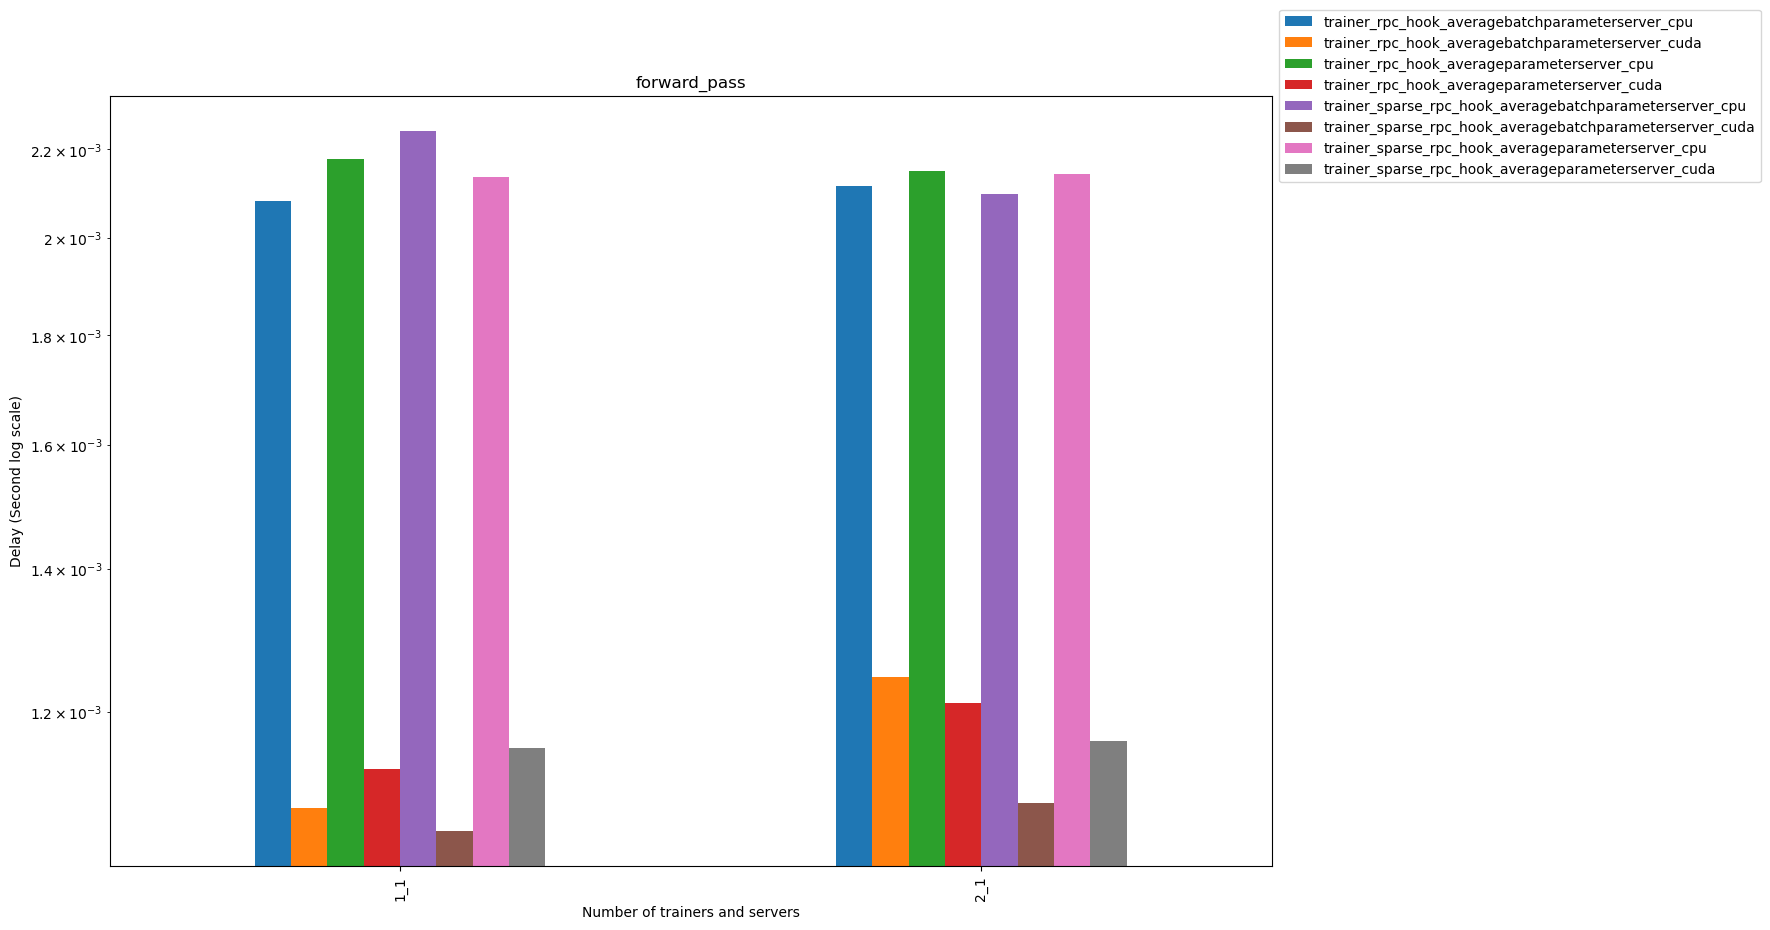 trainer_rpc_hook_averagebatchparameterserver_cpu
trainer_rpc_hook_averagebatchparameterserver_cuda
trainer_rpc_hook_averageparameterserver_cpu
trainer_rpc_hook_averageparameterserver_cuda
trainer_sparse_rpc_hook_averagebatchparameterserver_cpu
trainer_sparse_rpc_hook_averagebatchparameterserver_cuda
trainer_sparse_rpc_hook_averageparameterserver_cpu
trainer_sparse_rpc_hook_averageparameterserver_cuda
forward_pass
2.2 × 10⁻³
2 × 10⁻³
1.8 × 10⁻³
1.6 × 10⁻³
1.4 × 10⁻³
1.2 × 10⁻³
Delay (Second log scale)
1_1
2_1
Number of trainers and servers